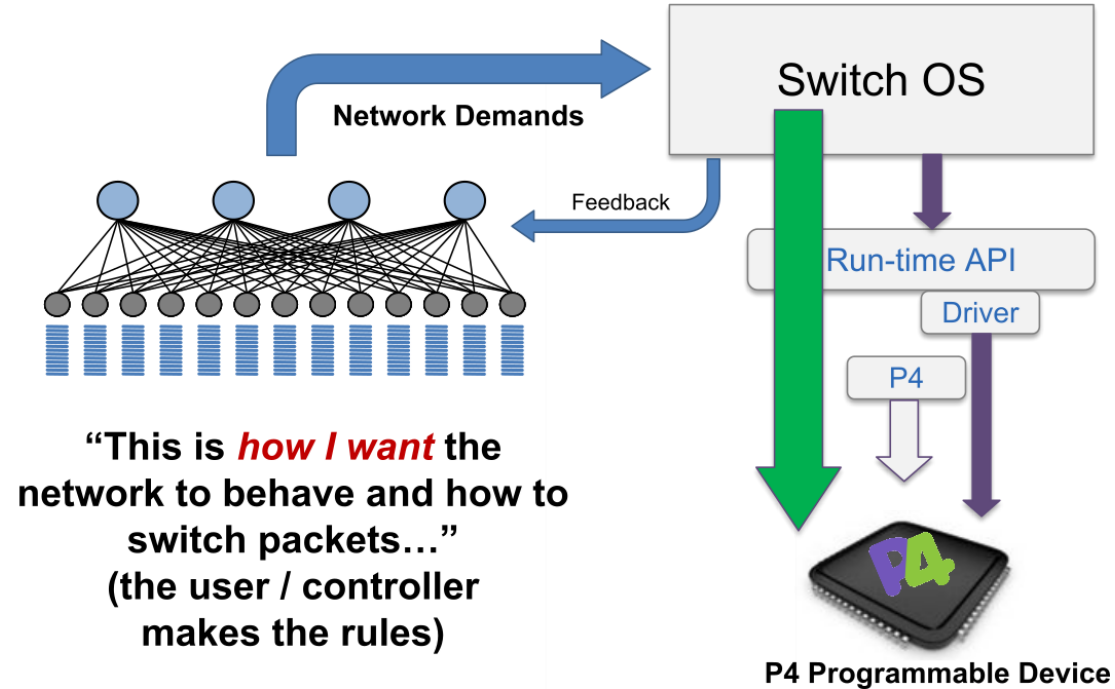 Switch OS
Network Demands
Feedback
Run-time API
Driver
P4
P4
P4 Programmable Device
“This is how I want the
network to behave and how to
switch packets…”
(the user / controller
makes the rules)